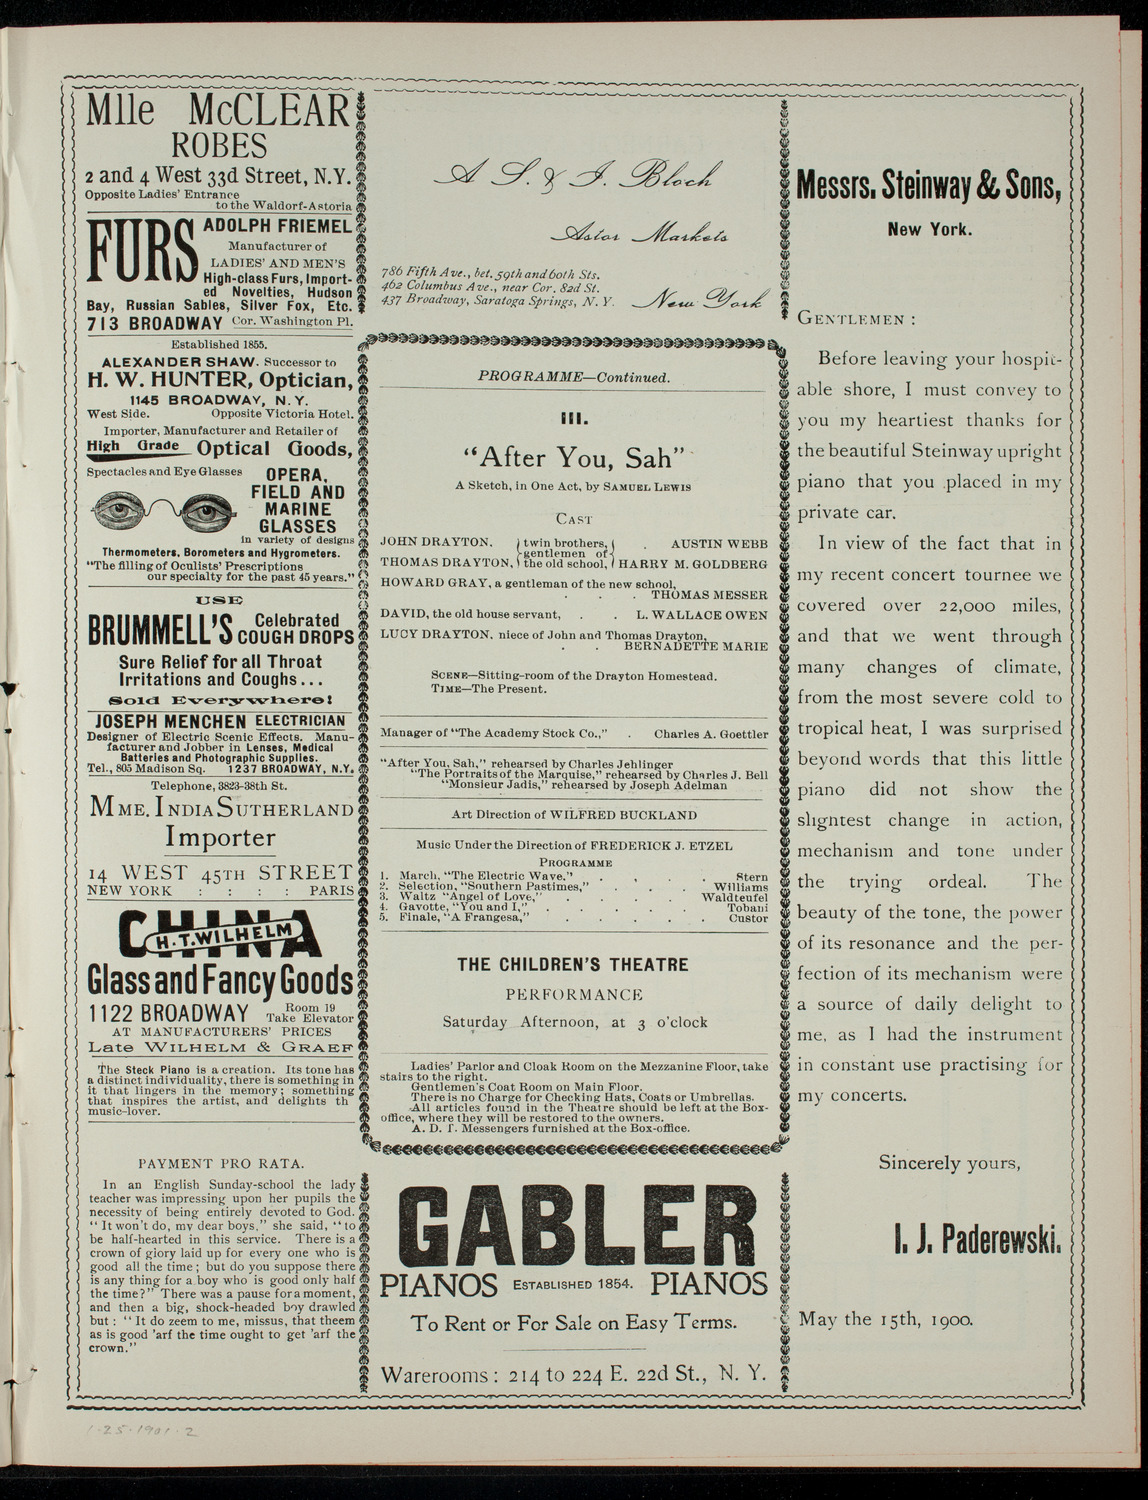 Mlle McCLEAR
ROBES
2 and 4 West 33d Street, N.Y.
Opposite Ladies' Entrance
to the Waldorf-Astoria
FURS
ADOLPH FRIEMEL
Manufacturer of
LADIES' AND MEN'S
High-class Furs, Import-
ed Novelties, Hudson
Bay, Russian Sables, Silver Fox, Etc.
713 BROADWAY Cor. Washington Pl.
Established 1855.
ALEXANDER SHAW. Successor to
H. W. HUNTER, Optician,
1145 BROADWAY, N.Y.
West Side. Opposite Victoria Hotel.
Importer, Manufacturer and Retailer of
High Grade Optical Goods,
Spectacles and Eye Glasses
OPERA,
FIELD AND
MARINE
GLASSES
in variety of designs
Thermometers, Borometers and Hygrometers.
"The filling of Oculists' Prescriptions
our specialty for the past 45 years."
USE
BRUMMELL'S Celebrated
COUGH DROPS
Sure Relief for all Throat
Irritations and Coughs...
Sold Everywhere!
JOSEPH MENCHEN ELECTRICIAN
Designer of Electric Scenic Effects. Manu-
facturer and Jobber in Lenses, Medical
Batteries and Photographic Supplies.
Tel., 805 Madison Sq. 1237 BROADWAY, N.Y.
Telephone, 3823-38th St.
MME. INDIA SUTHERLAND
Importer
14 WEST 45TH STREET
NEW YORK : : : : PARIS
CHINA
H.T. WILHELM
Glass and Fancy Goods
1122 BROADWAY Room 19
Take Elevator
AT MANUFACTURERS' PRICES
Late WILHELM & GRAEF
The Steck Piano is a creation. Its tone has
a distinct individuality, there is something in
it that lingers in the memory; something
that inspires the artist, and delights th
music-lover.
PAYMENT PRO RATA.
In an English Sunday-school the lady
teacher was impressing upon her pupils the
necessity of being entirely devoted to God.
"It won't do, my dear boys," she said, "to
be half-hearted in this service. There is a
crown of glory laid up for every one who is
good all the time; but do you suppose there
is any thing for a boy who is good only half
the time?" There was a pause for a moment,
and then a big, shock-headed boy drawled
but: "It do zeem to me, missus, that theem
as is good 'arf the time ought to get 'arf the
crown."
A S. & I. Bloch
Astor Markets
786 Fifth Ave., bet. 59th and 60th Sts.
462 Columbus Ave., near Cor. 82d St.
437 Broadway, Saratoga Springs, N. Y.
New York
PROGRAMME—Continued.
III.
"After You, Sah"
A Sketch, in One Act, by SAMUEL LEWIS
CAST
JOHN DRAYTON, } twin brothers, { . AUSTIN WEBB
gentlemen of
THOMAS DRAYTON, } the old school, { HARRY M. GOLDBERG
HOWARD GRAY, a gentleman of the new school,
. . . THOMAS MESSER
DAVID, the old house servant, . . L. WALLACE OWEN
LUCY DRAYTON, niece of John and Thomas Drayton,
. . BERNADETTE MARIE
SCENE—Sitting-room of the Drayton Homestead.
TIME—The Present.
Manager of "The Academy Stock Co.," . Charles A. Goettler
"After You, Sah," rehearsed by Charles Jehlinger
"The Portraits of the Marquise," rehearsed by Charles J. Bell
"Monsieur Jadis," rehearsed by Joseph Adelman
Art Direction of WILFRED BUCKLAND
Music Under the Direction of FREDERICK J. ETZEL
PROGRAMME
1. March, "The Electric Wave." . . . . Stern
2. Selection, "Southern Pastimes," . . . . Williams
3. Waltz "Angel of Love," . . . . . Waldteufel
4. Gavotte, "You and I," . . . . . . Tobani
5. Finale, "A Frangesa," . . . . . . Custor
THE CHILDREN'S THEATRE
PERFORMANCE
Saturday Afternoon, at 3 o'clock
Ladies' Parlor and Cloak Room on the Mezzanine Floor, take
stairs to the right.
Gentlemen's Coat Room on Main Floor.
There is no Charge for Checking Hats, Coats or Umbrellas.
All articles found in the Theatre should be left at the Box-
office, where they will be restored to the owners.
A. D. T. Messengers furnished at the Box-office.
GABLER
PIANOS ESTABLISHED 1854. PIANOS
To Rent or For Sale on Easy Terms.
Warerooms: 214 to 224 E. 22d St., N. Y.
Messrs. Steinway & Sons,
New York.
GENTLEMEN:
Before leaving your hospit-
able shore, I must convey to
you my heartiest thanks for
the beautiful Steinway upright
piano that you placed in my
private car.
In view of the fact that in
my recent concert tournee we
covered over 22,000 miles,
and that we went through
many changes of climate,
from the most severe cold to
tropical heat, I was surprised
beyond words that this little
piano did not show the
slightest change in action,
mechanism and tone under
the trying ordeal. The
beauty of the tone, the power
of its resonance and the per-
fection of its mechanism were
a source of daily delight to
me, as I had the instrument
in constant use practising for
my concerts.
Sincerely yours,
I. J. Paderewski.
May the 15th, 1900.
1-25-1901-2